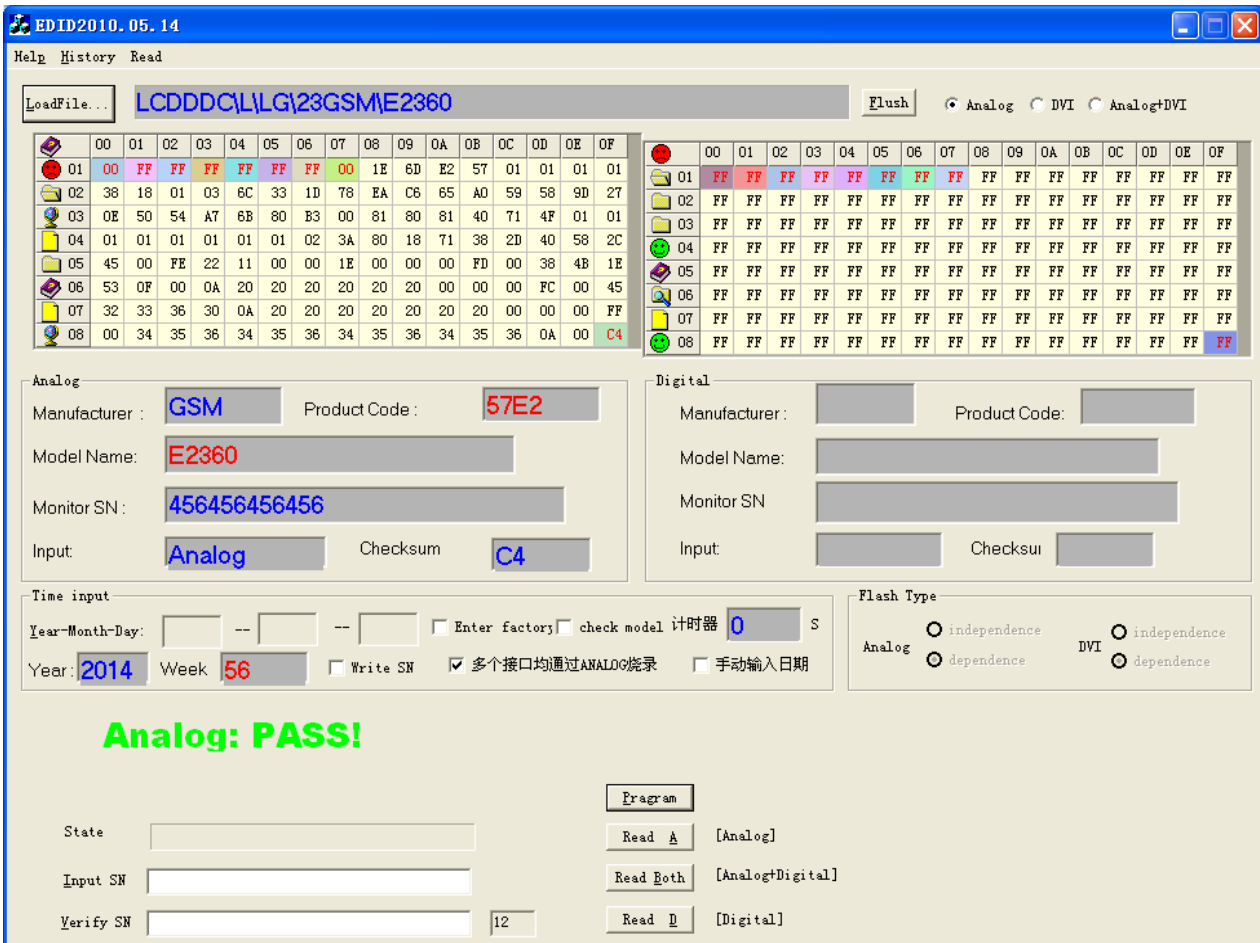 EDID2010.05.14
Help History Read
LoadFile... LCDDDC\L\LG\23GSM\E2360 Flush Analog DVI Analog+DVI
00 01 02 03 04 05 06 07 08 09 0A 0B 0C 0D 0E 0F
01 00 FF FF FF FF FF FF 00 1E 6D E2 57 01 01 01 01
02 38 18 01 03 6C 33 1D 78 EA C6 65 A0 59 58 9D 27
03 0E 50 54 A7 6B 80 B3 00 81 80 81 40 71 4F 01 01
04 01 01 01 01 01 01 02 3A 80 18 71 38 2D 40 58 2C
05 45 00 FE 22 11 00 00 1E 00 00 00 FD 00 38 4B 1E
06 53 0F 00 0A 20 20 20 20 20 20 00 00 00 FC 00 45
07 32 33 36 30 0A 20 20 20 20 20 20 00 00 00 FF
08 00 34 35 36 34 35 36 34 35 36 34 35 36 0A 00 C4
00 01 02 03 04 05 06 07 08 09 0A 0B 0C 0D 0E 0F
01 FF FF FF FF FF FF FF FF FF FF FF FF FF FF FF FF
02 FF FF FF FF FF FF FF FF FF FF FF FF FF FF FF FF
03 FF FF FF FF FF FF FF FF FF FF FF FF FF FF FF FF
04 FF FF FF FF FF FF FF FF FF FF FF FF FF FF FF FF
05 FF FF FF FF FF FF FF FF FF FF FF FF FF FF FF FF
06 FF FF FF FF FF FF FF FF FF FF FF FF FF FF FF FF
07 FF FF FF FF FF FF FF FF FF FF FF FF FF FF FF FF
08 FF FF FF FF FF FF FF FF FF FF FF FF FF FF FF FF
Analog
Manufacturer : GSM Product Code : 57E2
Model Name: E2360
Monitor SN : 456456456456
Input: Analog Checksum C4
Digital
Manufacturer : Product Code:
Model Name:
Monitor SN
Input: Checksu
Time input
Year-Month-Day: -- -- Enter factory check model 计时器 0 S
Year: 2014 Week 56 Write SN 多个接口均通过ANALOG烧录 手动输入日期
Flash Type
Analog independence DVI independence
dependence dependence
Analog: PASS!
Pragram
State Read A [Analog]
Input SN Read Both [Analog+Digital]
Verify SN 12 Read D [Digital]